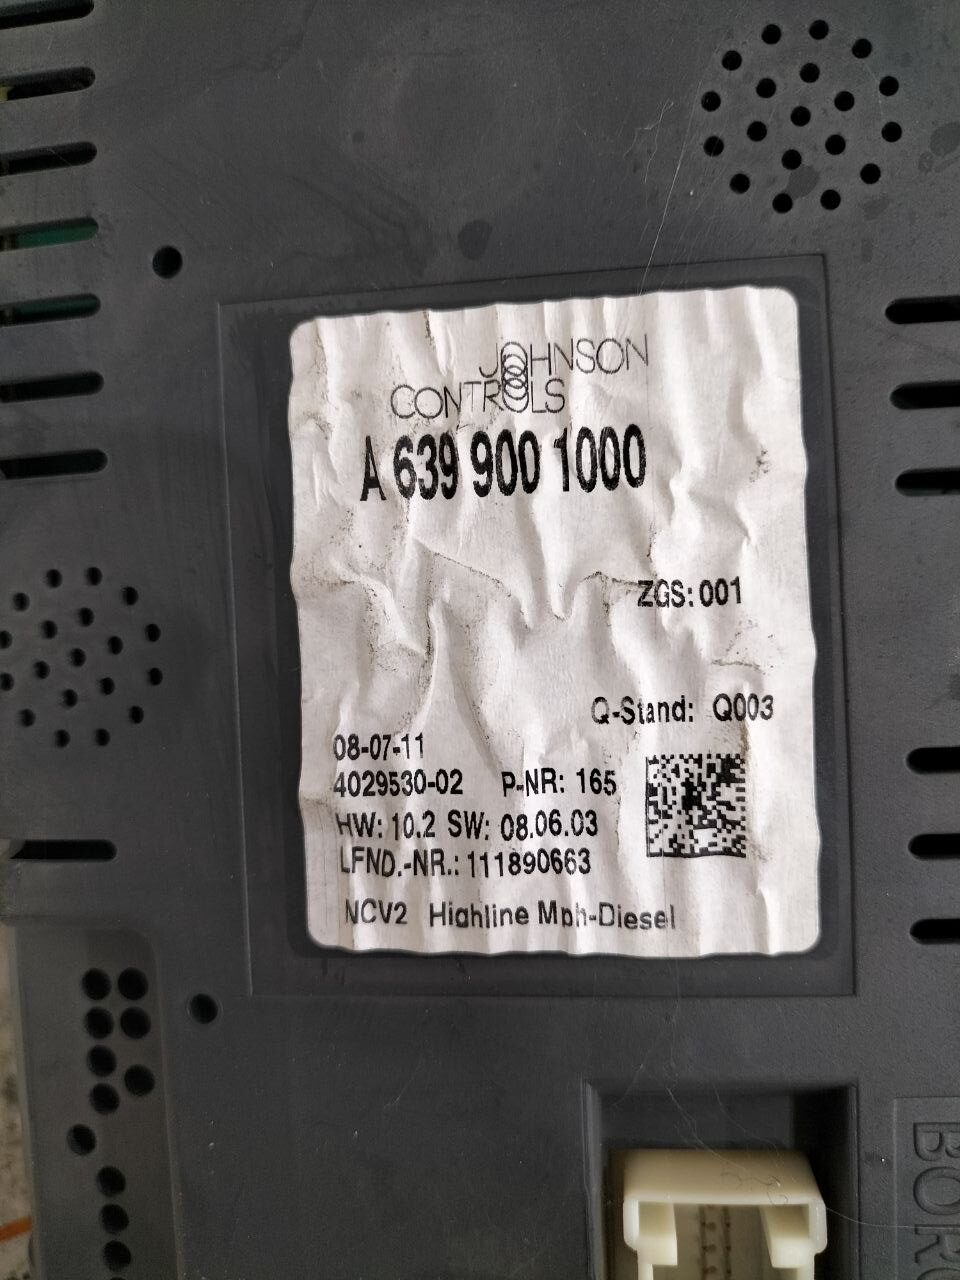 JOHNSON
CONTROLS
A 639 900 1000
ZGS: 001
Q-Stand: Q003
08-07-11
4029530-02 P-NR: 165
HW: 10.2 SW: 08.06.03
LFND.-NR.: 111890663
NCV2 Highline Mph-Diesel